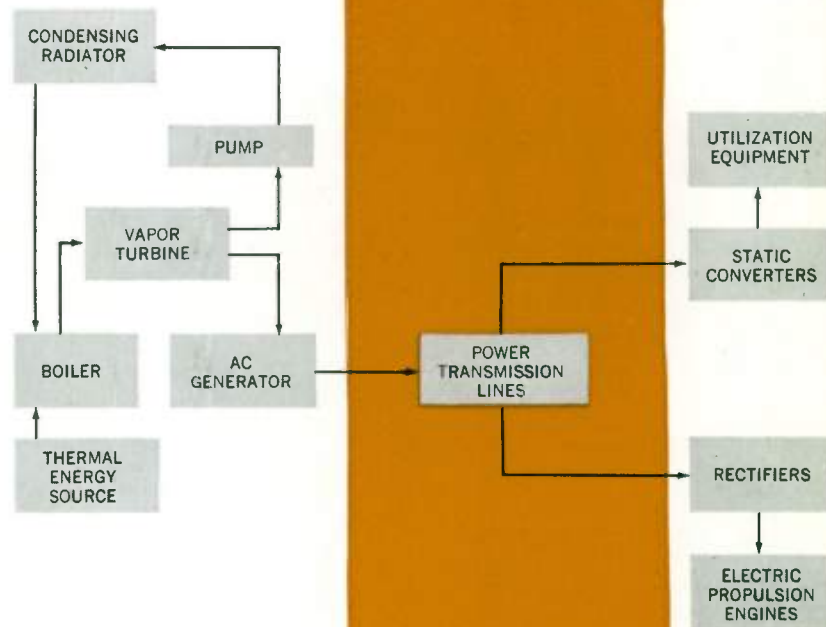 CONDENSING
RADIATOR
PUMP
VAPOR
TURBINE
BOILER
AC
GENERATOR
THERMAL
ENERGY
SOURCE
POWER
TRANSMISSION
LINES
UTILIZATION
EQUIPMENT
STATIC
CONVERTERS
RECTIFIERS
ELECTRIC
PROPULSION
ENGINES